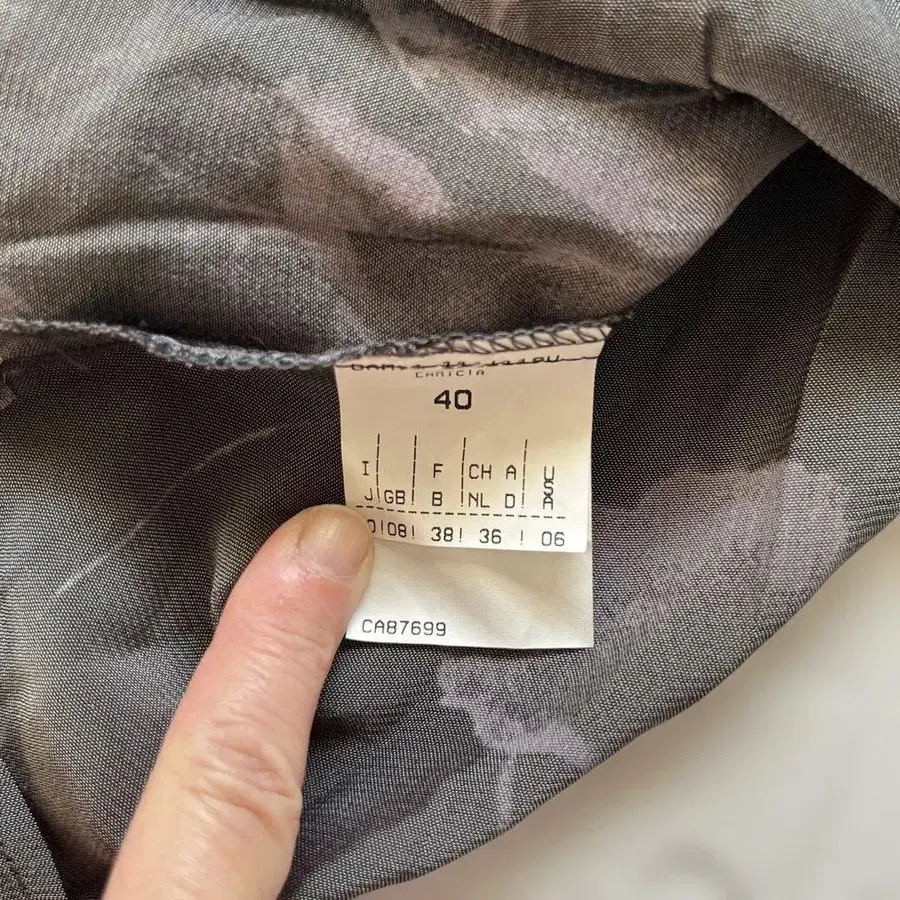 CAMICIA
40
I F CH A USA
J GB B NL D
0 08 38 36 06
CA87699